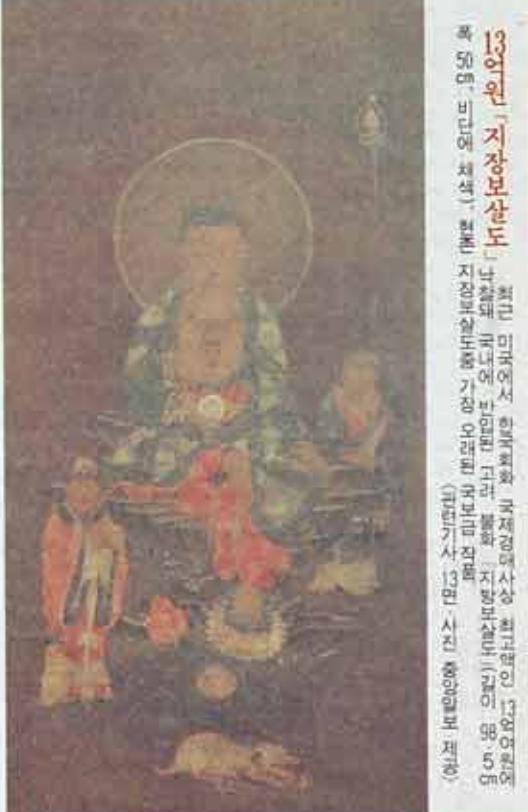 13억원「지장보살도」
최근 미국에서 한국회화 국제경매사상 최고액인 13억여원에
낙찰돼 국내에 반입된 고려 불화「지장보살도」(길이 98·5㎝
폭 50㎝, 비단에 채색). 현존 지장보살도중 가장 오래된 국보급 작품
〈관련기사 13면·사진 중앙일보 제공〉